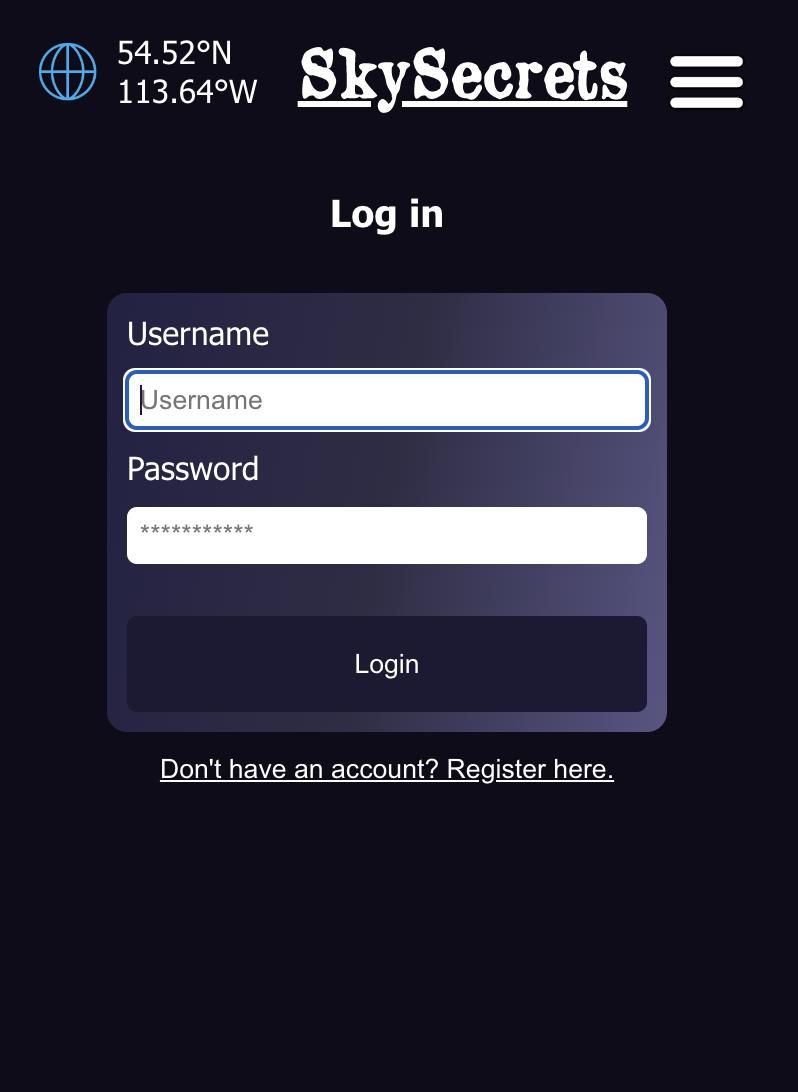 54.52°N
113.64°W
SkySecrets
Log in
Username
Username
Password
***********
Login
Don't have an account? Register here.